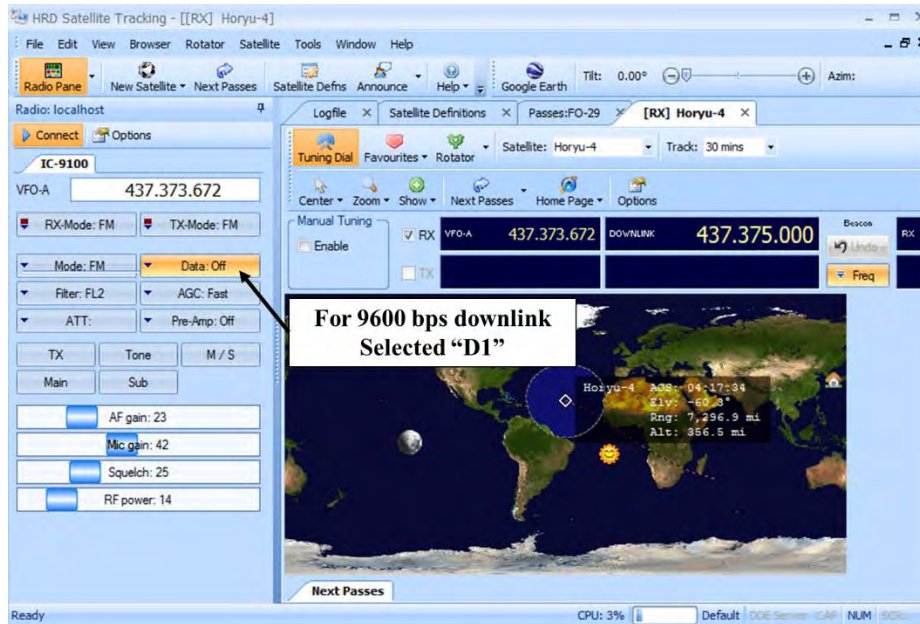 HRD Satellite Tracking - [[RX] Horyu-4]
File Edit View Browser Rotator Satellite Tools Window Help
Radio Pane New Satellite Next Passes Satellite Defns Announce Help Google Earth Tilt: 0.00° Azim:
Radio: localhost
Connect Options
IC-9100
VFO-A 437.373.672
RX-Mode: FM TX-Mode: FM
Mode: FM Data: Off
Filter: FL2 AGC: Fast
ATT: Pre-Amp: Off
TX Tone M / S
Main Sub
AF gain: 23
Mic gain: 42
Squelch: 25
RF power: 14
Logfile Satellite Definitions Passes:FO-29 [RX] Horyu-4
Tuning Dial Favourites Rotator Satellite: Horyu-4 Track: 30 mins
Center Zoom Show Next Passes Home Page Options
Manual Tuning
Enable
RX VFO-A 437.373.672 DOWNLINK 437.375.000
Beacon
Undo
RX
TX
Freq
For 9600 bps downlink
Selected “D1”
Horyu-4 AOS: 04:17:34
Elv: -60.3°
Rng: 7,296.9 mi
Alt: 356.5 mi
Next Passes
Ready CPU: 3% Default DDE Server CAP NUM